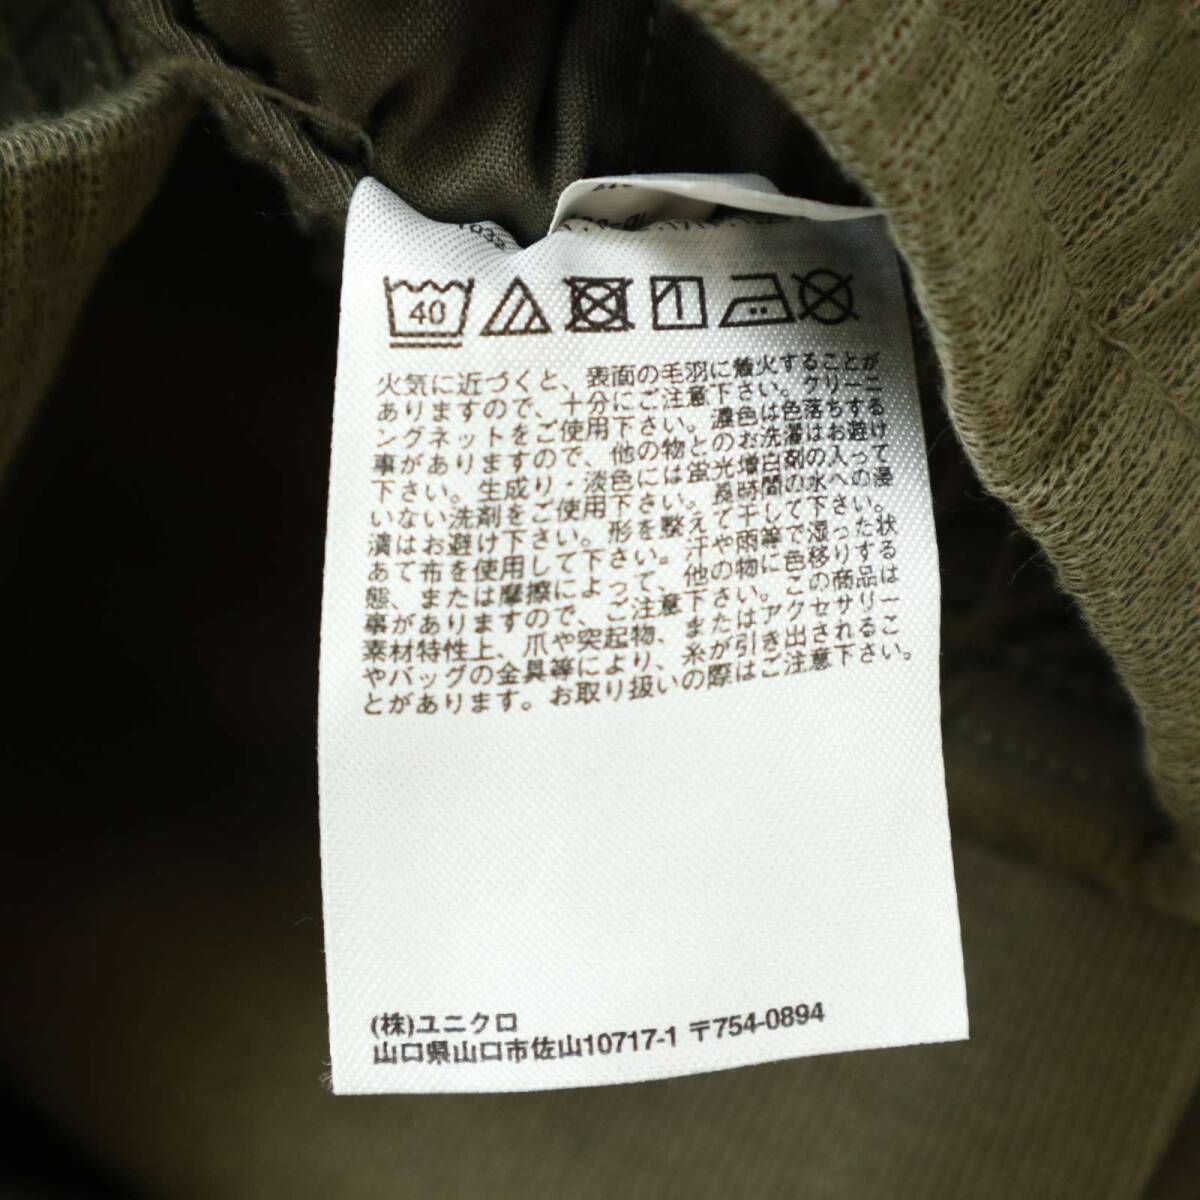 40
火気に近づくと、表面の毛羽に着火することが
ありますので、十分にご注意下さい。クリーニ
ングネットをご使用下さい。濃色は色落ちする
事がありますので、他の物とのお洗濯はお避け
下さい。生成り・淡色には蛍光増白剤の入って
いない洗剤をご使用下さい。長時間の水への浸
漬はお避け下さい。形を整えて干して下さい。
あて布を使用して下さい。汗や雨等で湿った状
態、または摩擦によって、他の物に色移りする
事がありますので、ご注意下さい。この商品は
素材特性上、爪や突起物、またはアクセサリー
やバッグの金具等により、糸が引き出されるこ
とがあります。お取り扱いの際はご注意下さい。
(株)ユニクロ
山口県山口市佐山10717-1 〒754-0894